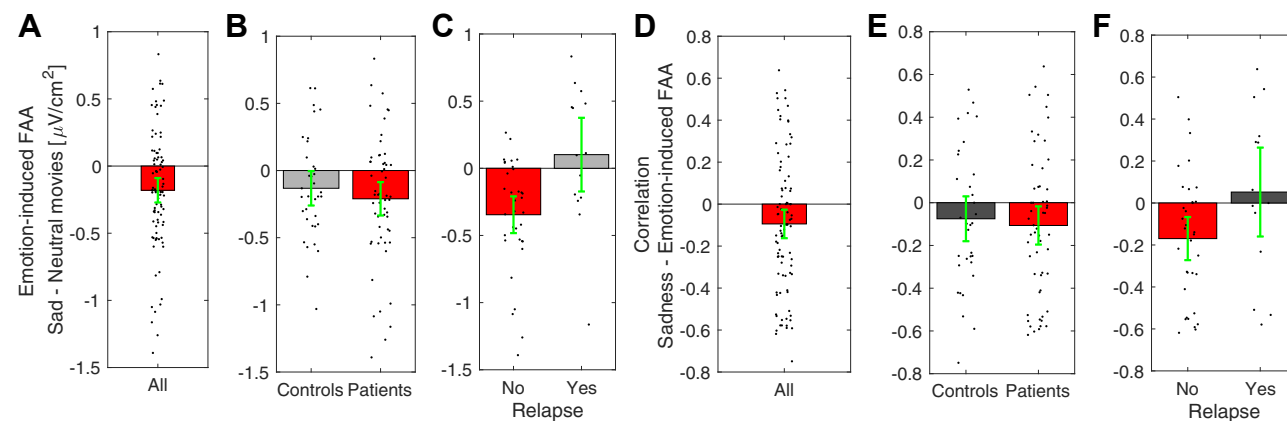 A
B
C
D
E
F
Emotion-induced FAA
Sad - Neutral movies [μV/cm²]
1
0.5
0
-0.5
-1
-1.5
All
1
0.5
0
-0.5
-1
-1.5
Controls Patients
1
0.5
0
-0.5
-1
-1.5
No Yes
Relapse
Correlation
Sadness - Emotion-induced FAA
0.8
0.6
0.4
0.2
0
-0.2
-0.4
-0.6
-0.8
All
0.8
0.6
0.4
0.2
0
-0.2
-0.4
-0.6
-0.8
Controls Patients
0.8
0.6
0.4
0.2
0
-0.2
-0.4
-0.6
-0.8
No Yes
Relapse